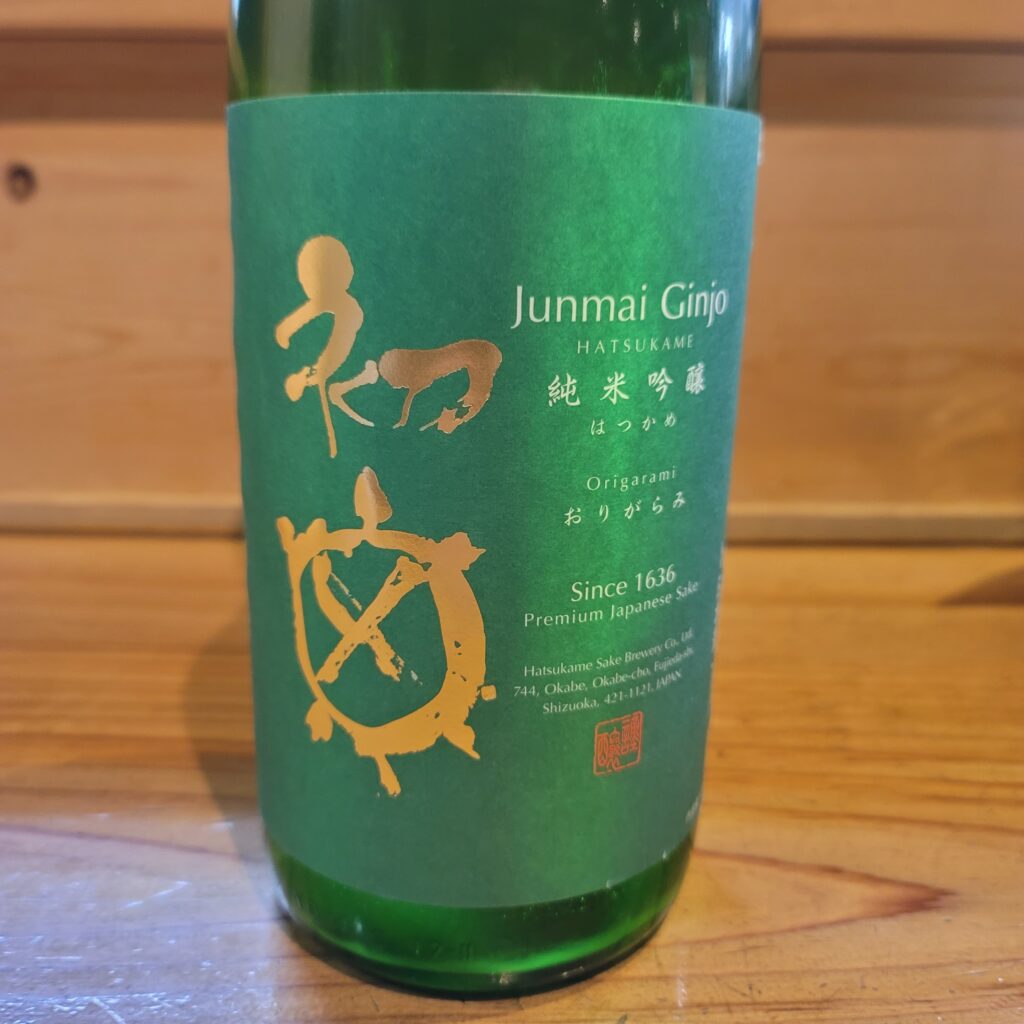 初亀
Junmai Ginjo
HATSUKAME
純米吟醸
はつかめ
Origarami
おりがらみ
Since 1636
Premium Japanese Sake
Hatsukame Sake Brewery Co., Ltd.
744, Okabe, Okabe-cho, Fujieda-shi,
Shizuoka, 421-1121, JAPAN